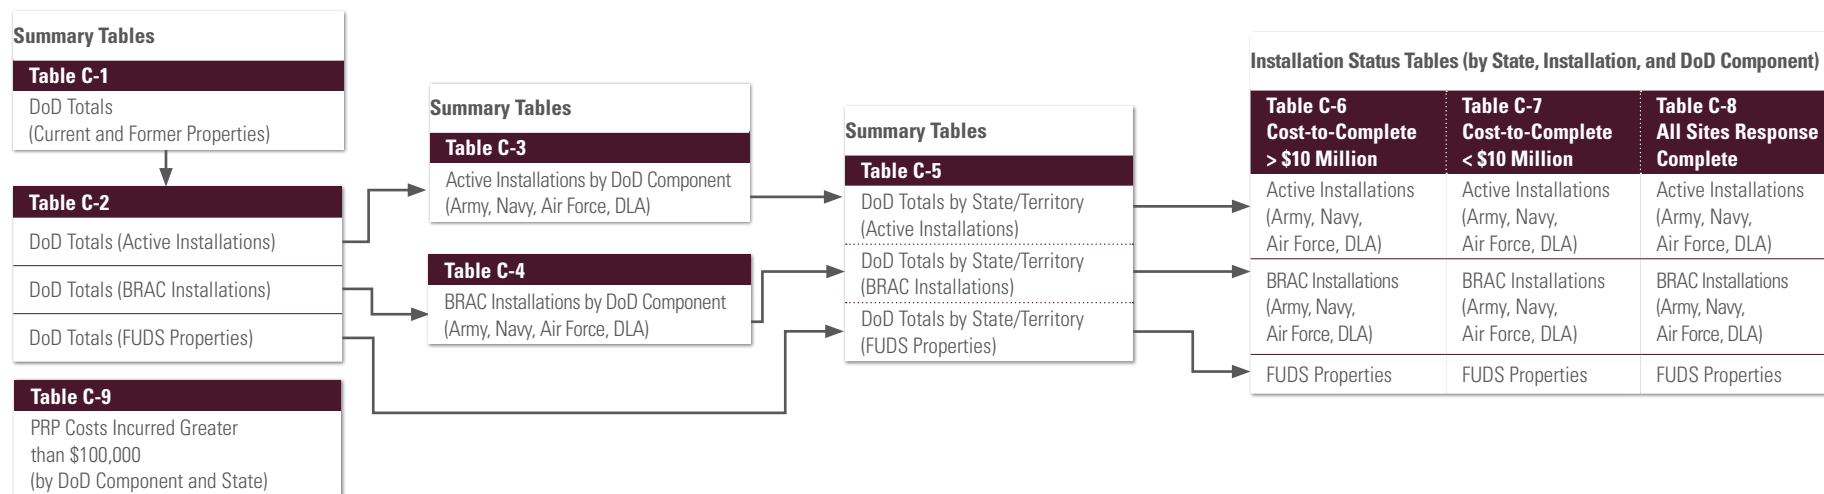 Summary Tables
Table C-1
DoD Totals
(Current and Former Properties)
Table C-2
DoD Totals (Active Installations)
DoD Totals (BRAC Installations)
DoD Totals (FUDS Properties)
Table C-9
PRP Costs Incurred Greater
than $100,000
(by DoD Component and State)
Summary Tables
Table C-3
Active Installations by DoD Component
(Army, Navy, Air Force, DLA)
Table C-4
BRAC Installations by DoD Component
(Army, Navy, Air Force, DLA)
Summary Tables
Table C-5
DoD Totals by State/Territory
(Active Installations)
DoD Totals by State/Territory
(BRAC Installations)
DoD Totals by State/Territory
(FUDS Properties)
Installation Status Tables (by State, Installation, and DoD Component)
Table C-6
Cost-to-Complete
> $10 Million
Table C-7
Cost-to-Complete
< $10 Million
Table C-8
All Sites Response
Complete
Active Installations
(Army, Navy,
Air Force, DLA)
Active Installations
(Army, Navy,
Air Force, DLA)
Active Installations
(Army, Navy,
Air Force, DLA)
BRAC Installations
(Army, Navy,
Air Force, DLA)
BRAC Installations
(Army, Navy,
Air Force, DLA)
BRAC Installations
(Army, Navy,
Air Force, DLA)
FUDS Properties
FUDS Properties
FUDS Properties